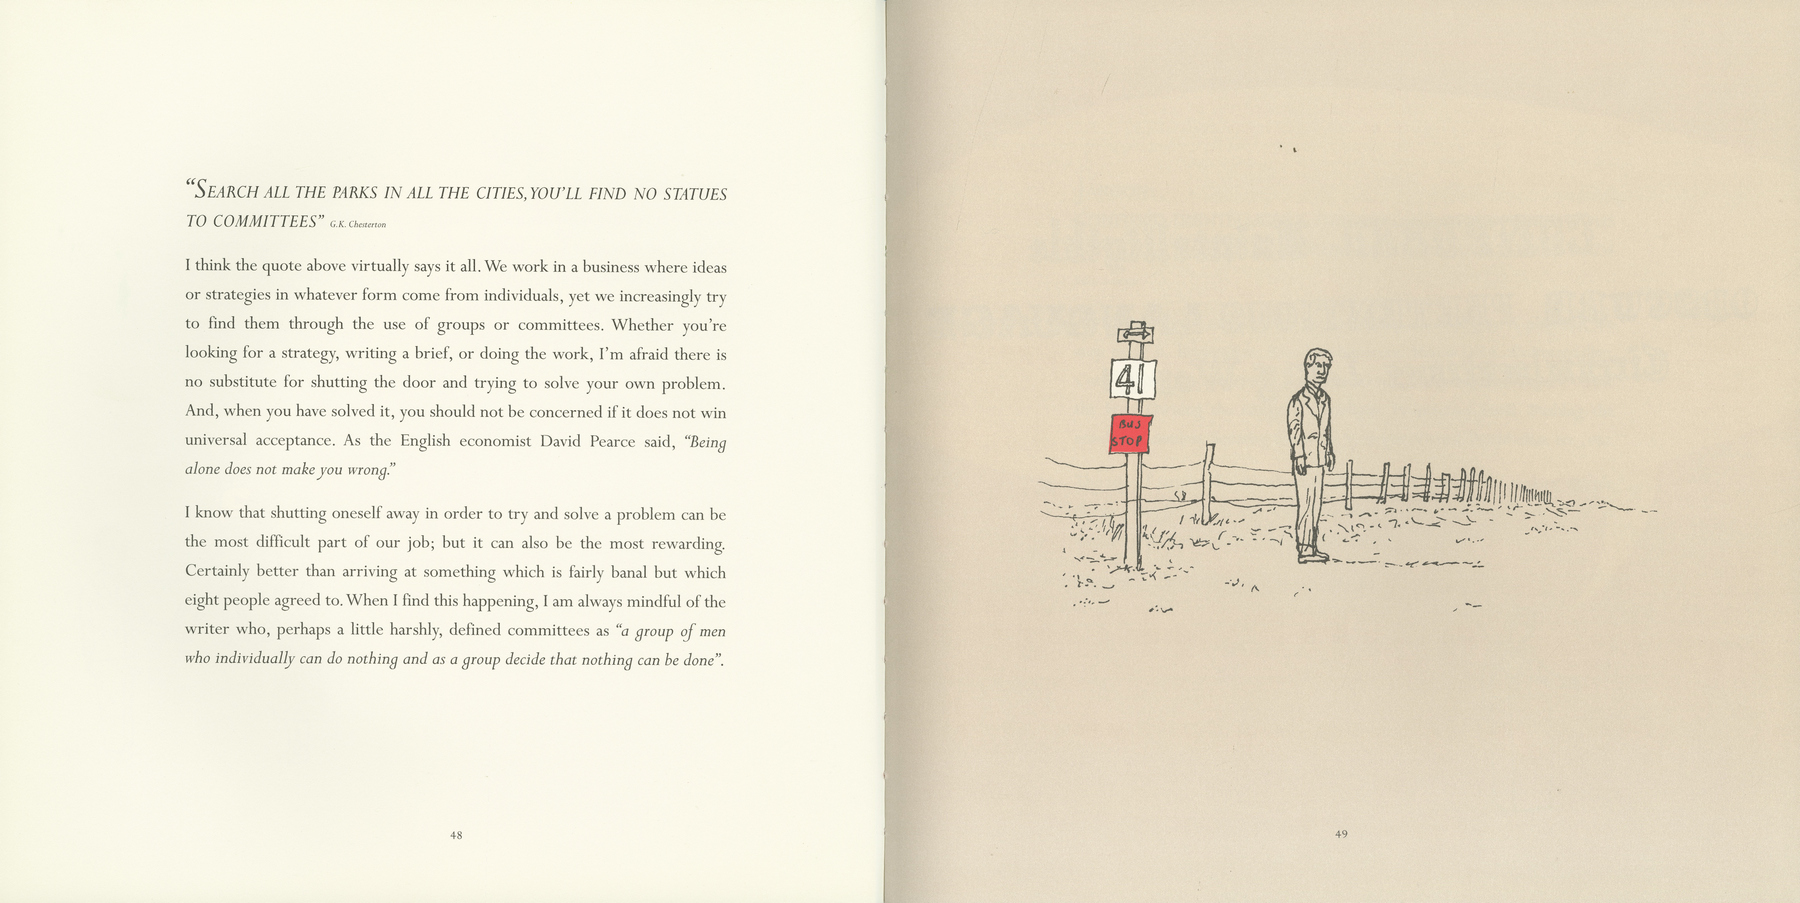 “SEARCH ALL THE PARKS IN ALL THE CITIES, YOU’LL FIND NO STATUES
TO COMMITTEES” G.K. Chesterton
I think the quote above virtually says it all. We work in a business where ideas
or strategies in whatever form come from individuals, yet we increasingly try
to find them through the use of groups or committees. Whether you’re
looking for a strategy, writing a brief, or doing the work, I’m afraid there is
no substitute for shutting the door and trying to solve your own problem.
And, when you have solved it, you should not be concerned if it does not win
universal acceptance. As the English economist David Pearce said, “Being
alone does not make you wrong.”
I know that shutting oneself away in order to try and solve a problem can be
the most difficult part of our job; but it can also be the most rewarding.
Certainly better than arriving at something which is fairly banal but which
eight people agreed to. When I find this happening, I am always mindful of the
writer who, perhaps a little harshly, defined committees as “a group of men
who individually can do nothing and as a group decide that nothing can be done”.
48
41
BUS
STOP
49